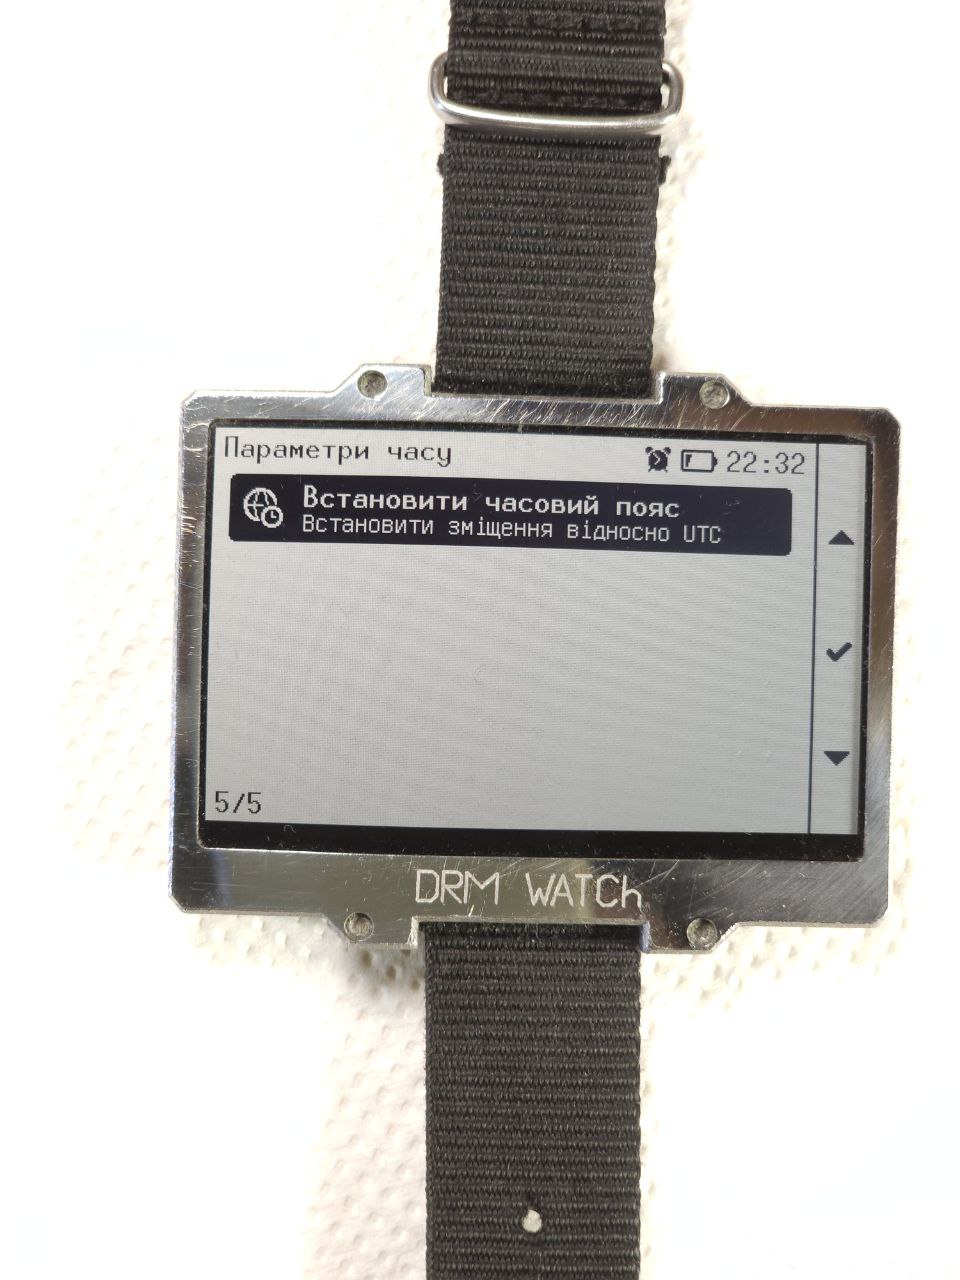 Параметри часу 22:32
Встановити часовий пояс
Встановити зміщення відносно UTC
5/5
DRM WATCh